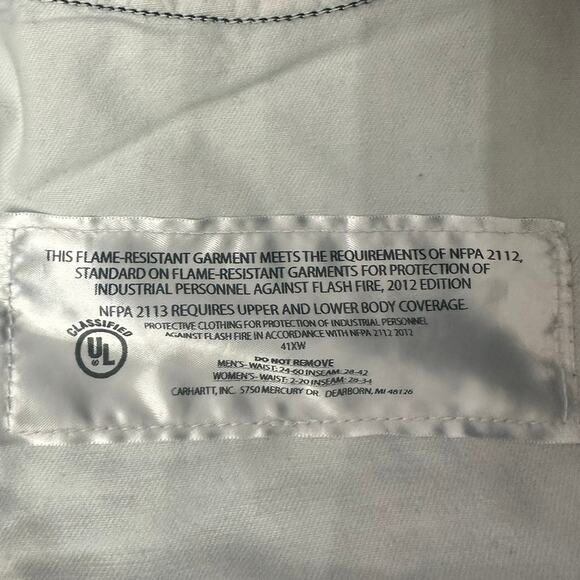 THIS FLAME-RESISTANT GARMENT MEETS THE REQUIREMENTS OF NFPA 2112,
STANDARD ON FLAME-RESISTANT GARMENTS FOR PROTECTION OF
INDUSTRIAL PERSONNEL AGAINST FLASH FIRE, 2012 EDITION
NFPA 2113 REQUIRES UPPER AND LOWER BODY COVERAGE.
CLASSIFIED
UL
PROTECTIVE CLOTHING FOR PROTECTION OF INDUSTRIAL PERSONNEL
AGAINST FLASH FIRE IN ACCORDANCE WITH NFPA 2112 2012
41XW
DO NOT REMOVE
MEN'S- WAIST: 24-60 INSEAM: 28-42
WOMEN'S- WAIST: 2-20 INSEAM: 28-34
CARHARTT, INC. 5750 MERCURY DR. DEARBORN, MI 48126